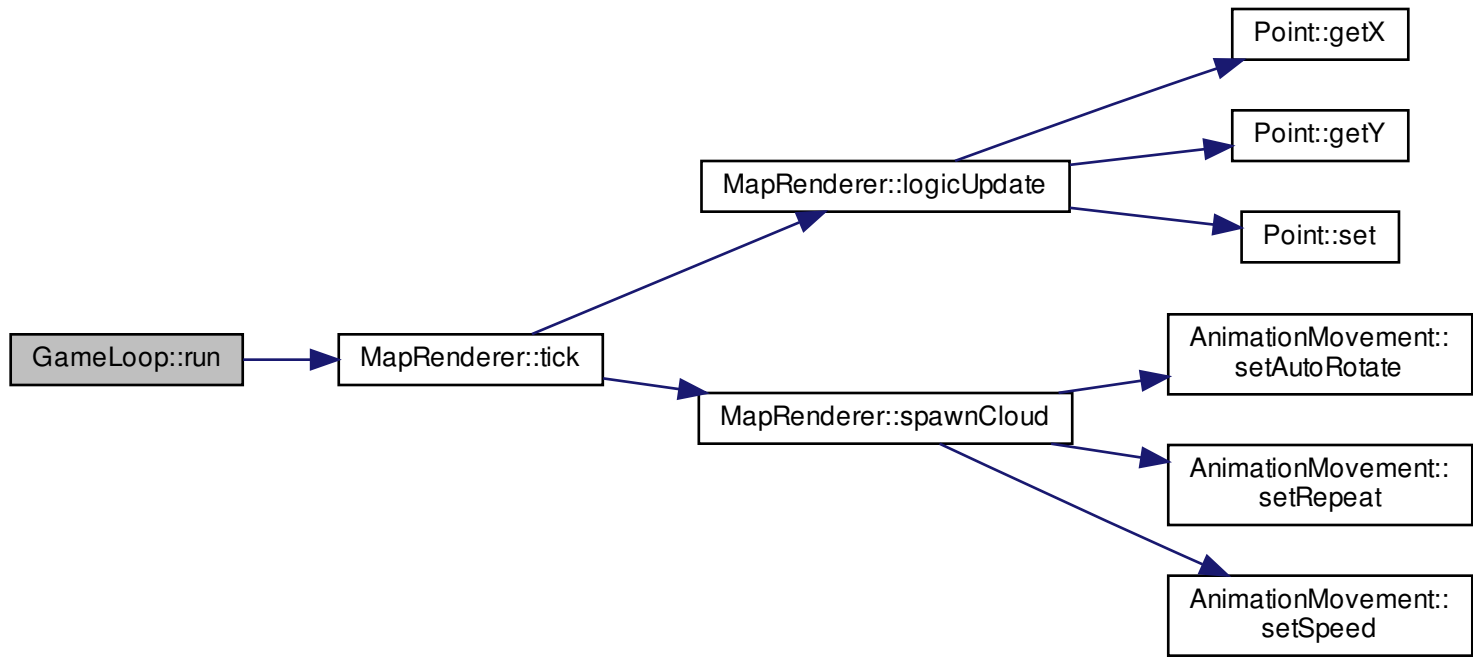 GameLoop::run
MapRenderer::tick
MapRenderer::logicUpdate
MapRenderer::spawnCloud
Point::getX
Point::getY
Point::set
AnimationMovement::
setAutoRotate
AnimationMovement::
setRepeat
AnimationMovement::
setSpeed